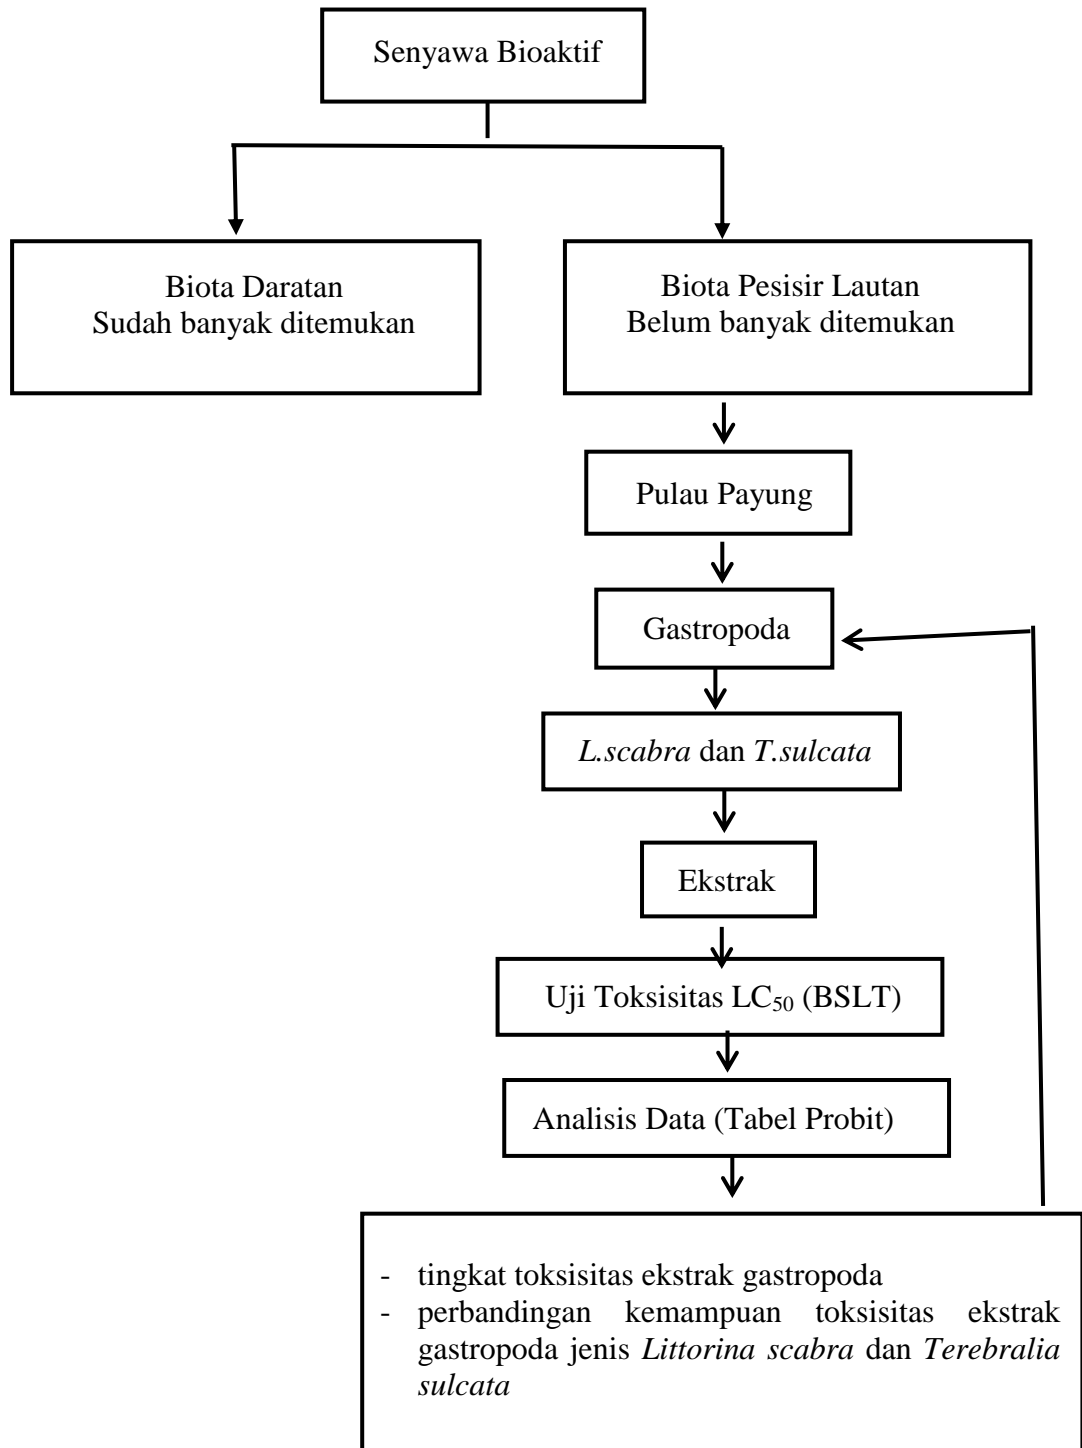 Senyawa Bioaktif
Biota Daratan
Sudah banyak ditemukan
Biota Pesisir Lautan
Belum banyak ditemukan
Pulau Payung
Gastropoda
L.scabra dan T.sulcata
Ekstrak
Uji Toksisitas LC₅₀ (BSLT)
Analisis Data (Tabel Probit)
- tingkat toksisitas ekstrak gastropoda
- perbandingan kemampuan toksisitas ekstrak
gastropoda jenis Littorina scabra dan Terebralia
sulcata